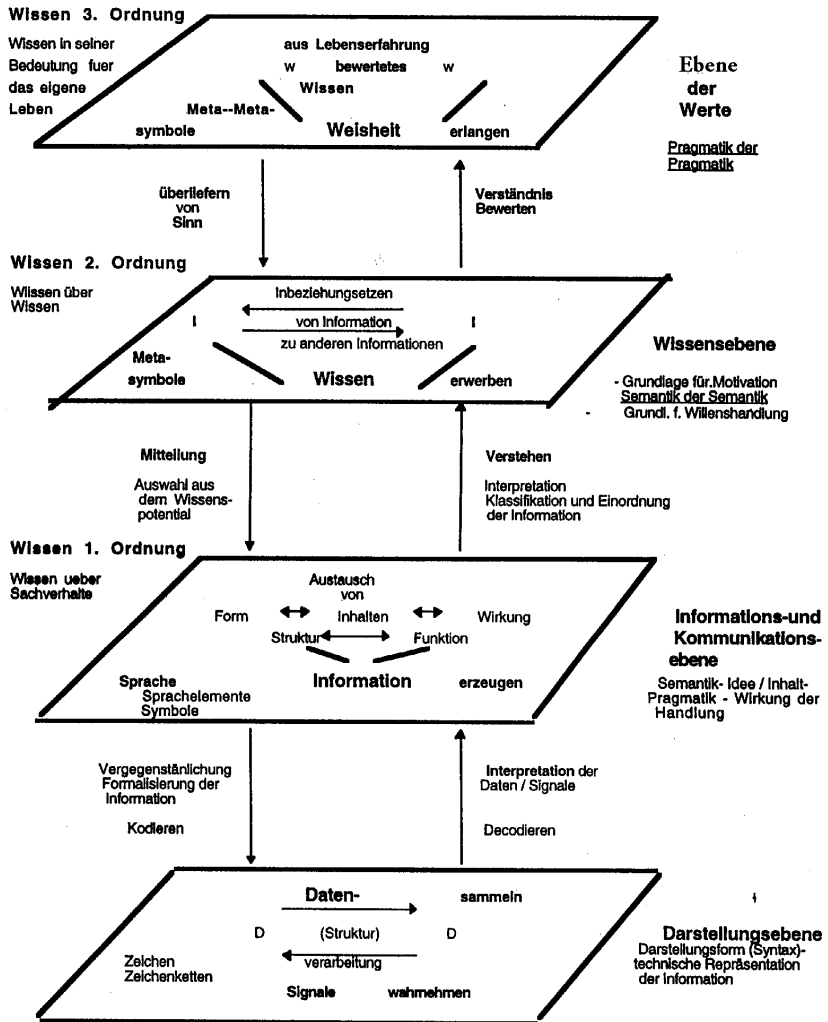 Wissen 3. Ordnung
Wissen in seiner
Bedeutung fuer
das eigene
Leben
aus Lebenserfahrung
w bewertetes w
Wissen
Meta--Meta-
symbole
Weisheit erlangen
Ebene
der
Werte
Pragmatik der
Pragmatik
überliefern
von
Sinn
Verständnis
Bewerten
Wissen 2. Ordnung
Wissen über
Wissen
Inbeziehungsetzen
I von Information I
zu anderen Informationen
Meta-
symbole
Wissen erwerben
Wissensebene
- Grundlage für.Motivation
Semantik der Semantik
- Grundl. f. Willenshandlung
Mitteilung
Auswahl aus
dem Wissens-
potential
Verstehen
Interpretation
Klassifikation und Einordnung
der Information
Wissen 1. Ordnung
Wissen ueber
Sachverhalte
Austausch
von
Form Inhalten Wirkung
Struktur Funktion
Sprache
Sprachelemente
Symbole
Information erzeugen
Informations-und
Kommunikations-
ebene
Semantik- Idee / Inhalt-
Pragmatik - Wirkung der
Handlung
Vergegenstänlichung
Formalisierung der
Information
Kodieren
Interpretation der
Daten / Signale
Decodieren
Daten- sammeln
D (Struktur) D
verarbeitung
Zeichen
Zeichenketten
Signale wahrnehmen
Darstellungsebene
Darstellungsform (Syntax)-
technische Repräsentation
der Information